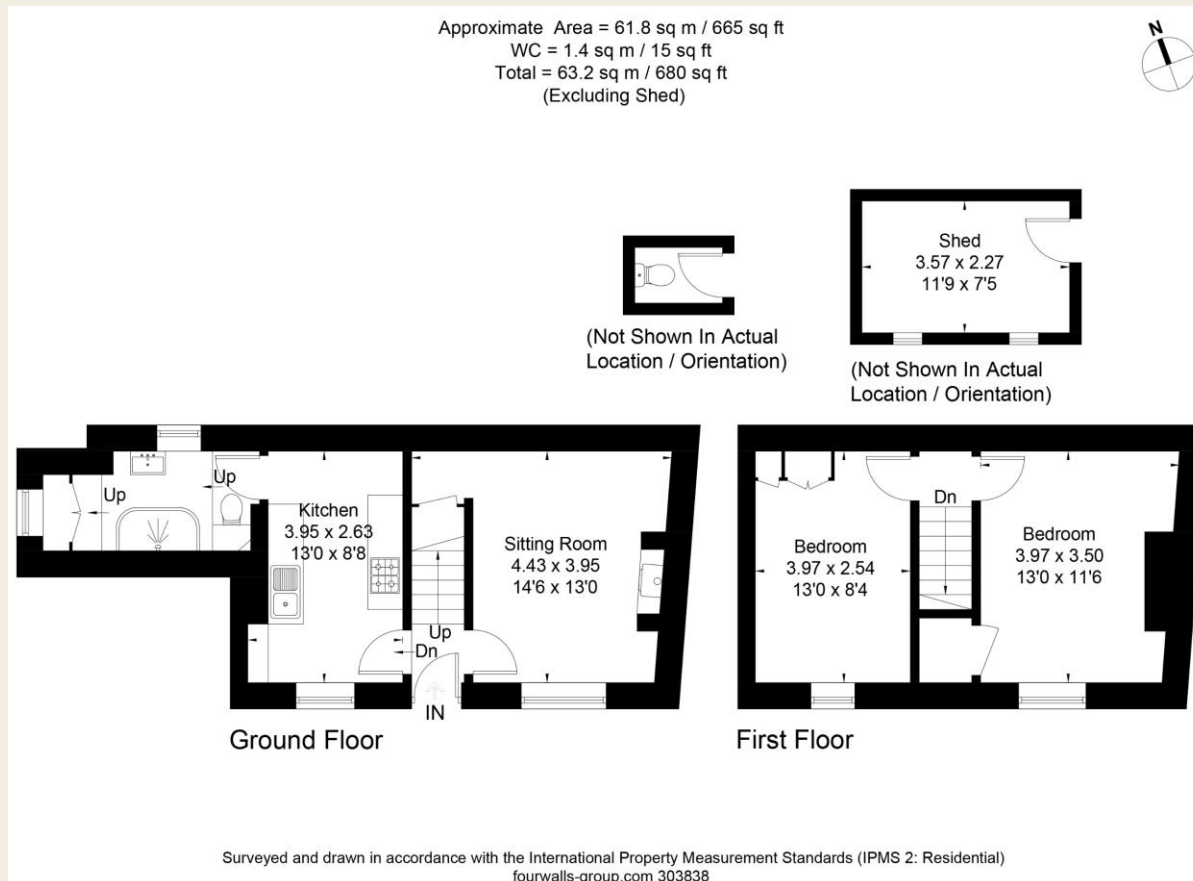 Approximate Area = 61.8 sq m / 665 sq ft
WC = 1.4 sq m / 15 sq ft
Total = 63.2 sq m / 680 sq ft
(Excluding Shed)
N
Shed
3.57 x 2.27
11'9 x 7'5
(Not Shown In Actual
Location / Orientation)
(Not Shown In Actual
Location / Orientation)
Up
Up
Kitchen
3.95 x 2.63
13'0 x 8'8
Sitting Room
4.43 x 3.95
14'6 x 13'0
Up
Dn
IN
Ground Floor
Dn
Bedroom
3.97 x 2.54
13'0 x 8'4
Bedroom
3.97 x 3.50
13'0 x 11'6
First Floor
Surveyed and drawn in accordance with the International Property Measurement Standards (IPMS 2: Residential)
fourwalls-group.com 303838